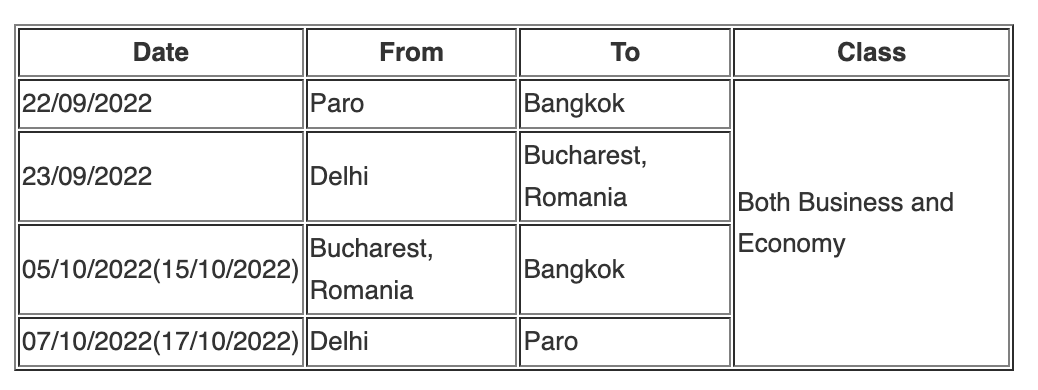 Date From To Class
22/09/2022 Paro Bangkok
23/09/2022 Delhi Bucharest,
Romania
Both Business and
Economy
05/10/2022(15/10/2022) Bucharest,
Romania
Bangkok
07/10/2022(17/10/2022) Delhi Paro